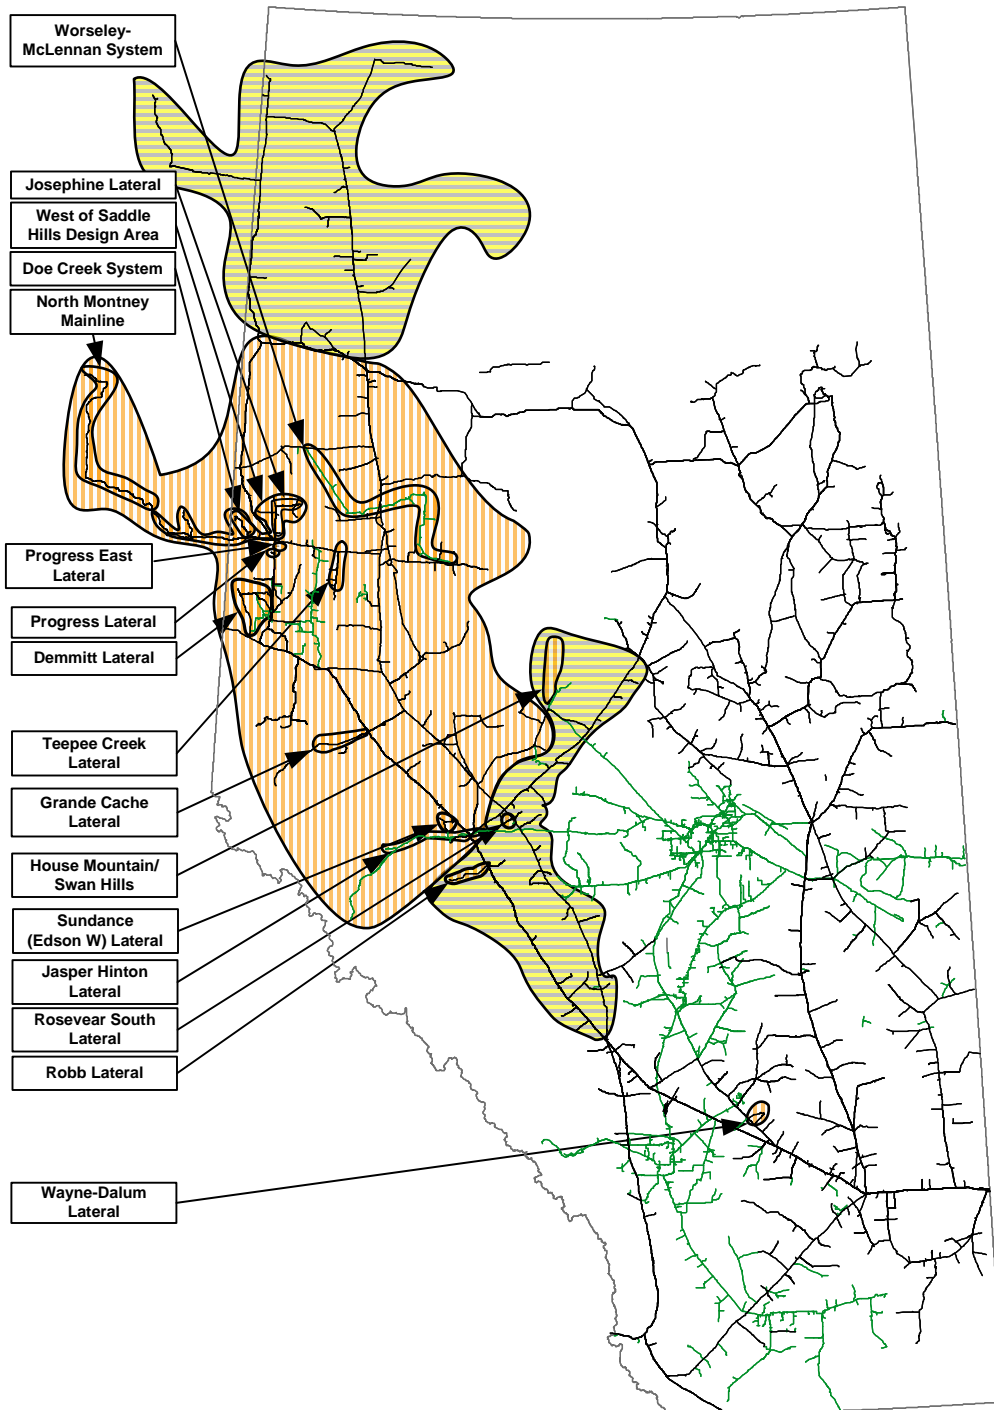 Worseley-
McLennan System
Josephine Lateral
West of Saddle
Hills Design Area
Doe Creek System
North Montney
Mainline
Progress East
Lateral
Progress Lateral
Demmitt Lateral
Teepee Creek
Lateral
Grande Cache
Lateral
House Mountain/
Swan Hills
Sundance
(Edson W) Lateral
Jasper Hinton
Lateral
Rosevear South
Lateral
Robb Lateral
Wayne-Dalum
Lateral